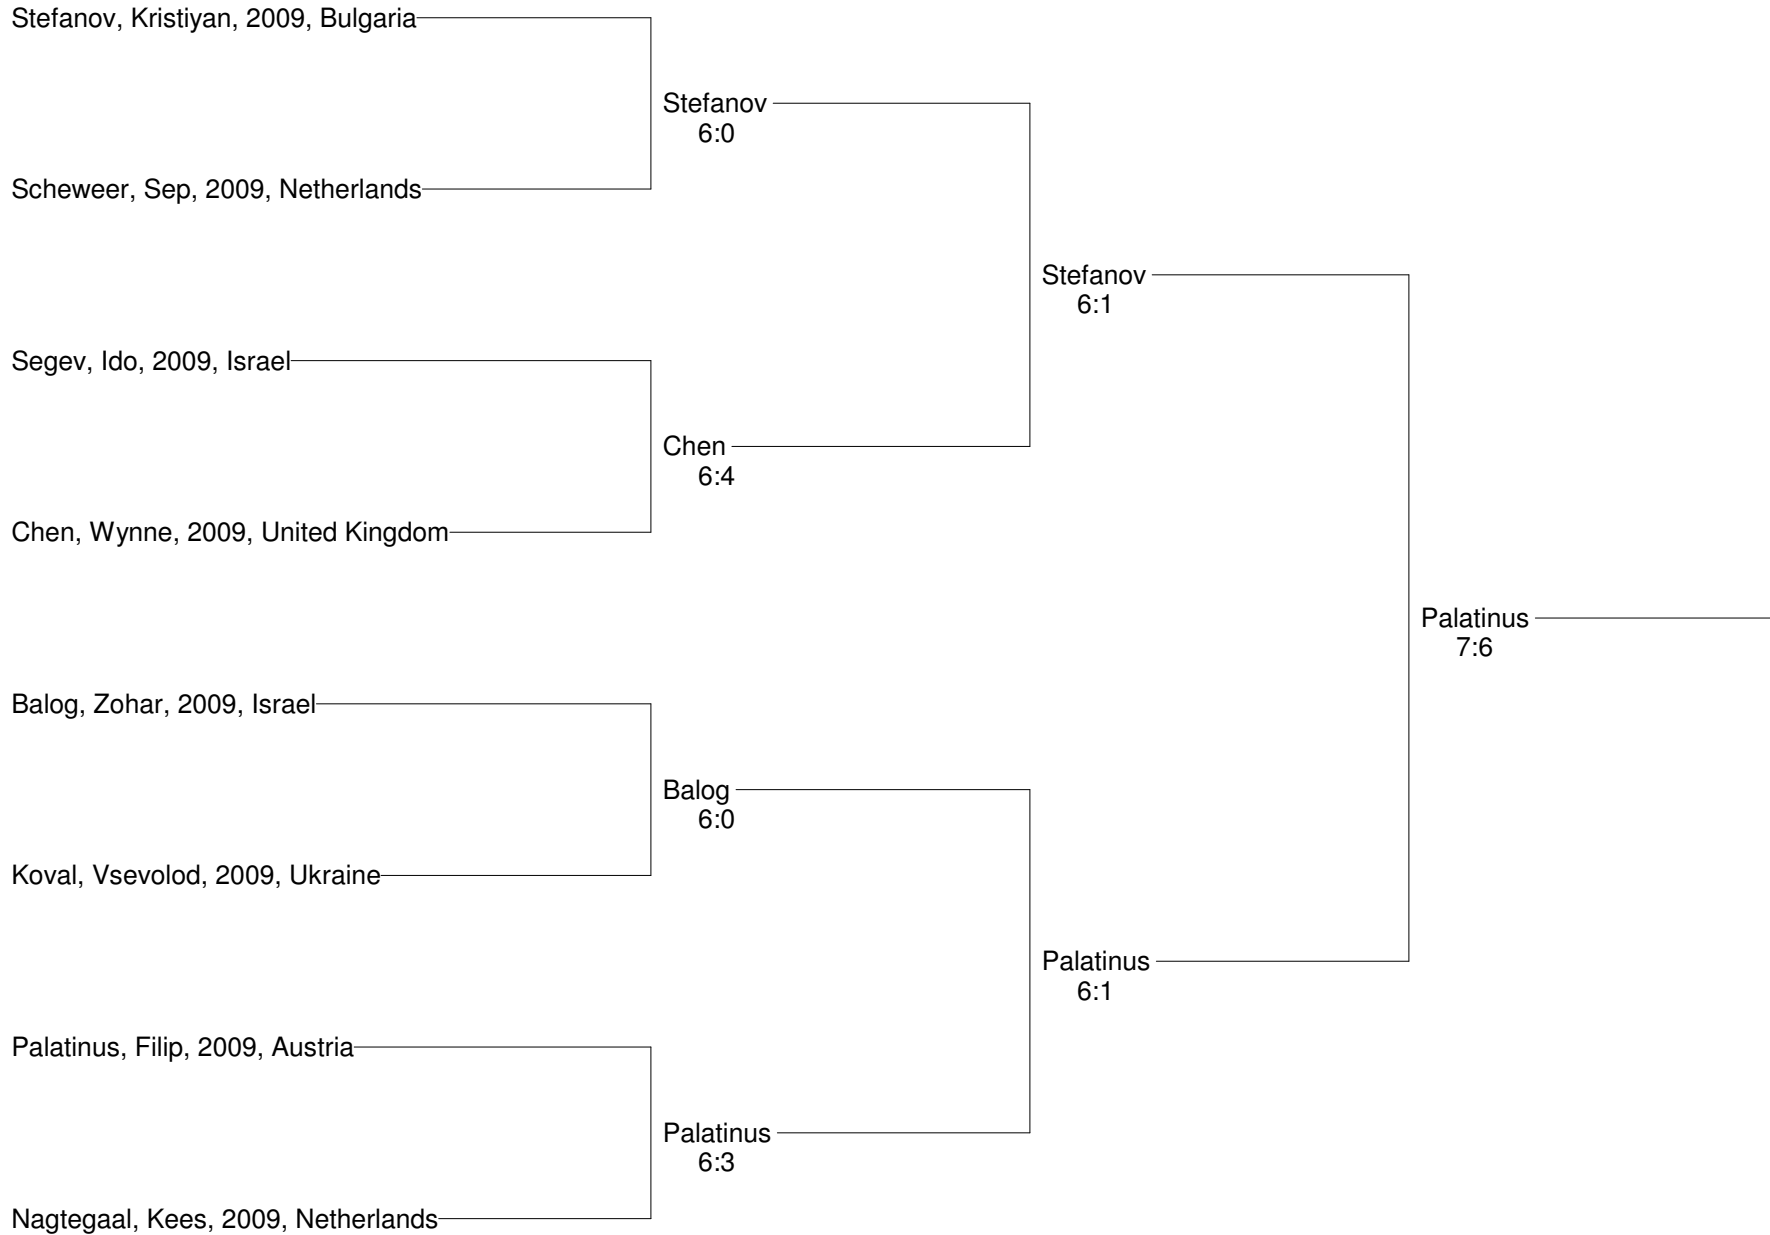 Stefanov, Kristiyan, 2009, Bulgaria
Stefanov
6:0
Scheweer, Sep, 2009, Netherlands
Stefanov
6:1
Segev, Ido, 2009, Israel
Chen
6:4
Chen, Wynne, 2009, United Kingdom
Palatinus
7:6
Balog, Zohar, 2009, Israel
Balog
6:0
Koval, Vsevolod, 2009, Ukraine
Palatinus
6:1
Palatinus, Filip, 2009, Austria
Palatinus
6:3
Nagtegaal, Kees, 2009, Netherlands